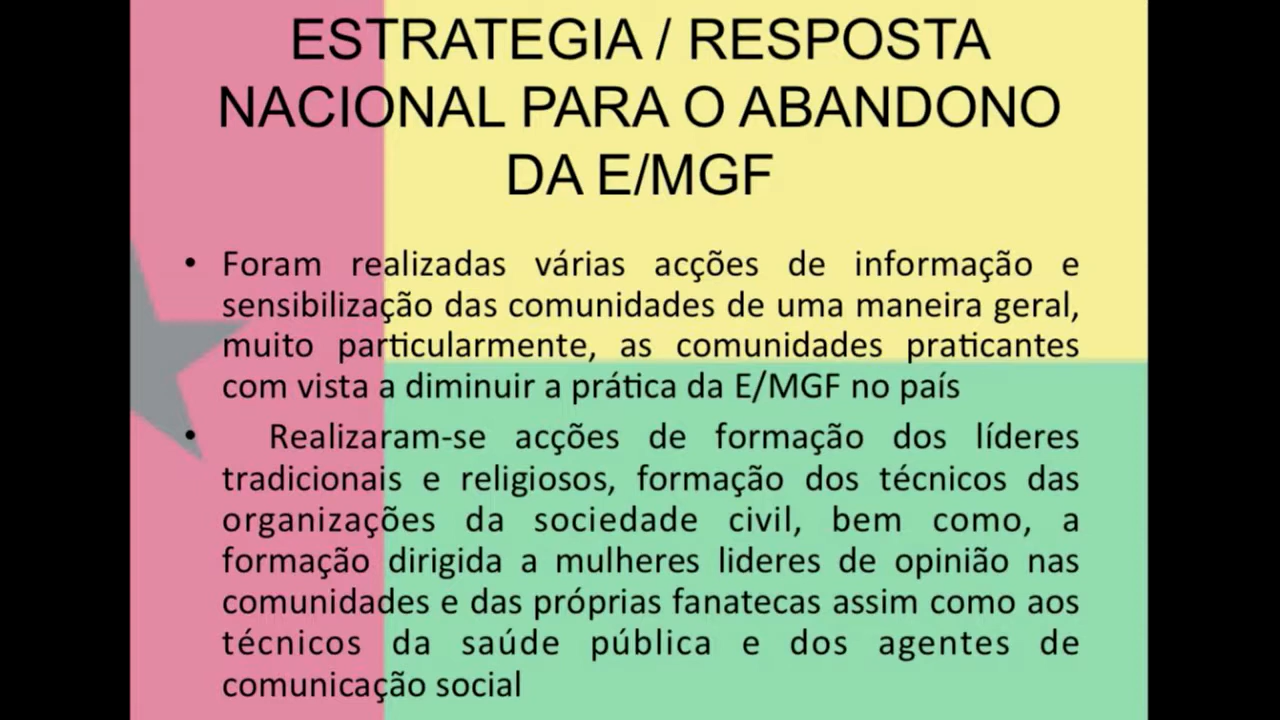 ESTRATEGIA / RESPOSTA
NACIONAL PARA O ABANDONO
DA E/MGF
• Foram realizadas várias acções de informação e
sensibilização das comunidades de uma maneira geral,
muito particularmente, as comunidades praticantes
com vista a diminuir a prática da E/MGF no país
• Realizaram-se acções de formação dos líderes
tradicionais e religiosos, formação dos técnicos das
organizações da sociedade civil, bem como, a
formação dirigida a mulheres lideres de opinião nas
comunidades e das próprias fanatecas assim como aos
técnicos da saúde pública e dos agentes de
comunicação social